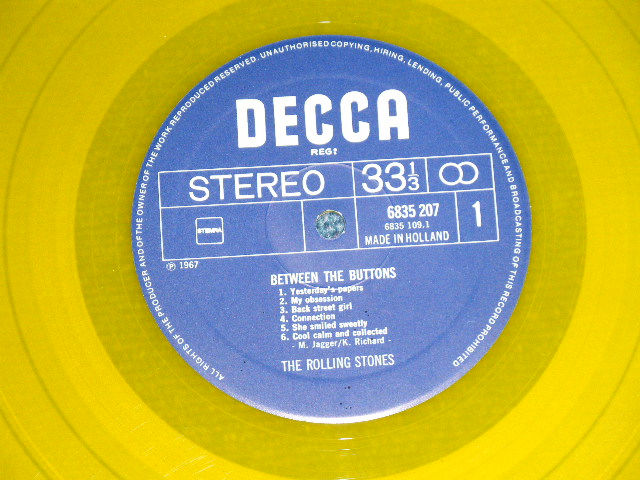 ALL RIGHTS OF THE PRODUCER AND OF THE OWNER OF THE WORK REPRODUCED RESERVED. UNAUTHORISED COPYING, HIRING, LENDING, PUBLIC PERFORMANCE AND BROADCASTING OF THIS RECORD PROHIBITED
DECCA
REGD
STEREO
33 1/3
STEMRA
6835 207
6835 109.1
MADE IN HOLLAND
1
℗ 1967
BETWEEN THE BUTTONS
1. Yesterday's papers
2. My obsession
3. Back street girl
4. Connection
5. She smiled sweetly
6. Cool calm and collected
- M. Jagger/K. Richard -
THE ROLLING STONES